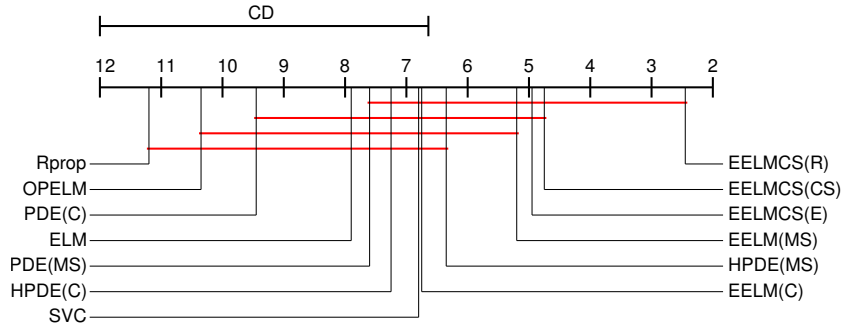 CD
12 11 10 9 8 7 6 5 4 3 2
Rprop EELMCS(R)
OPELM EELMCS(CS)
PDE(C) EELMCS(E)
ELM EELM(MS)
PDE(MS) HPDE(MS)
HPDE(C) EELM(C)
SVC